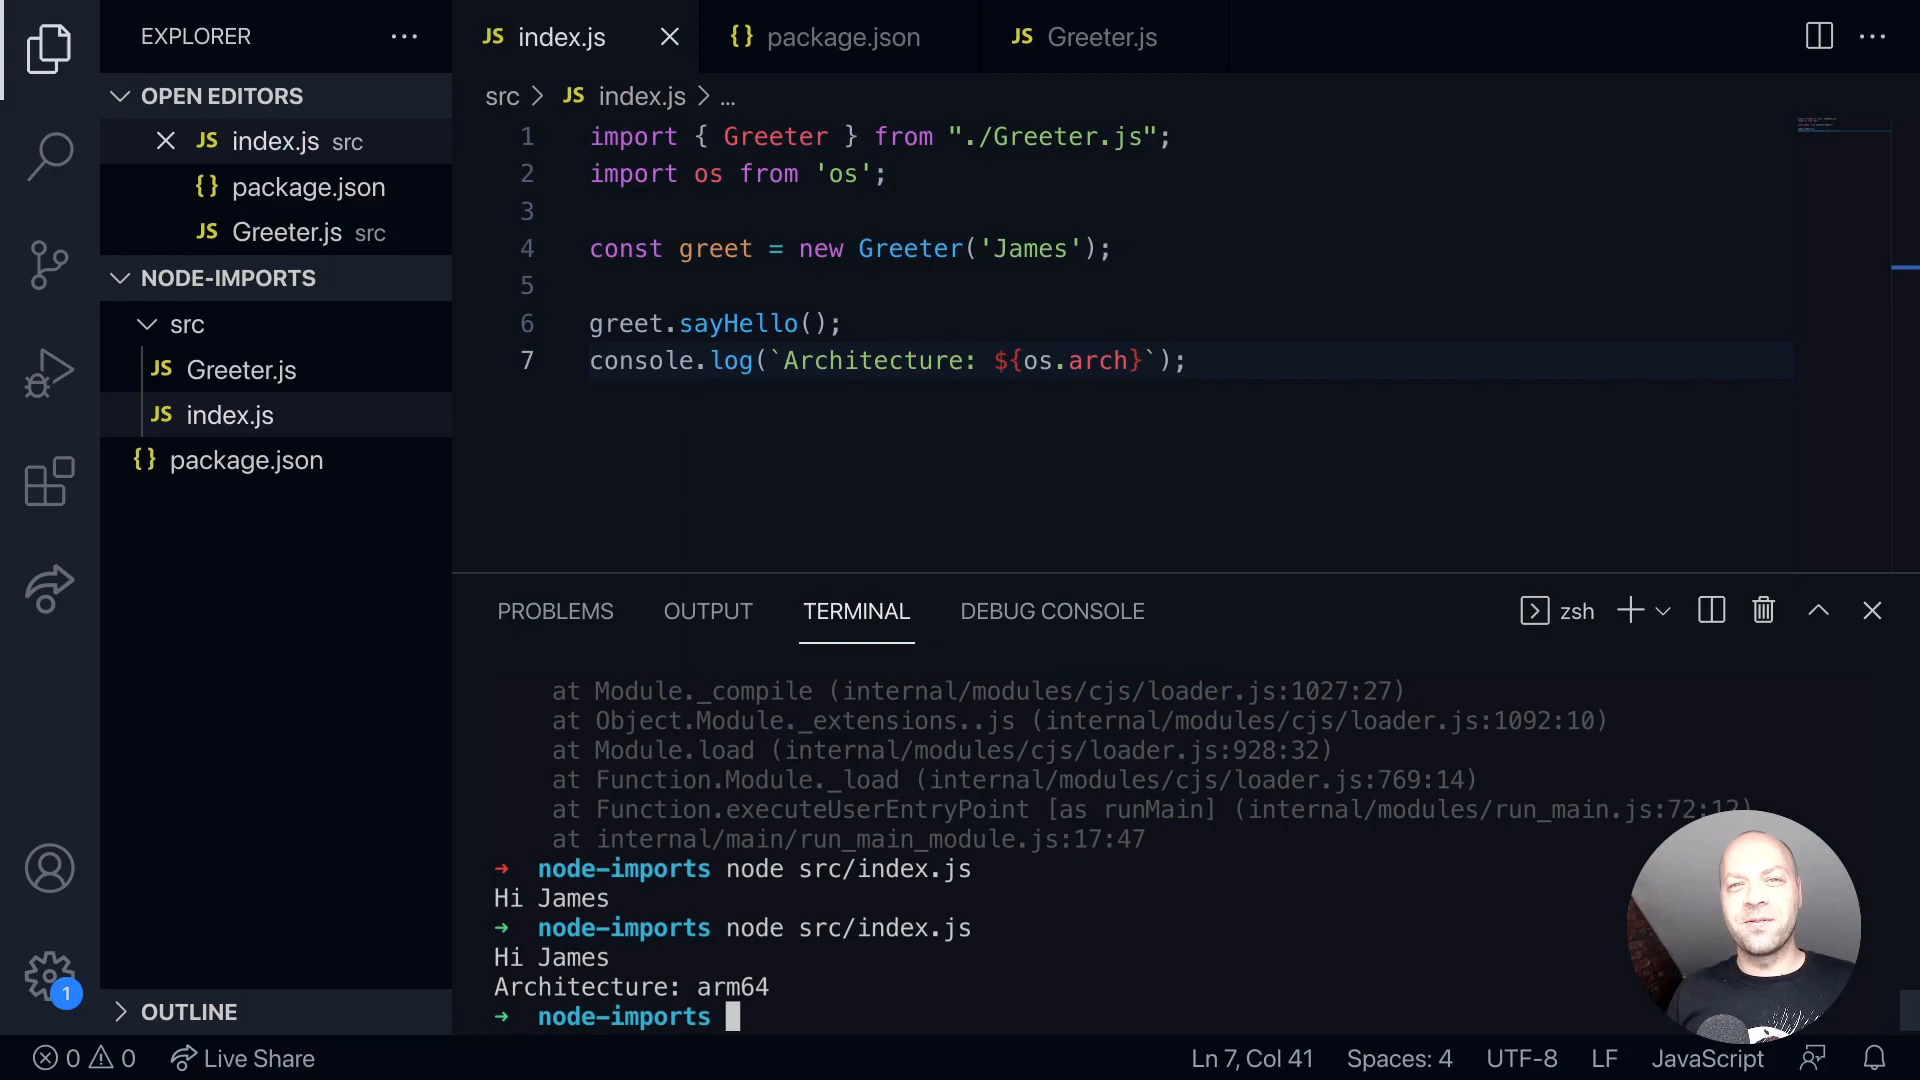 EXPLORER
OPEN EDITORS
JS index.js src
{} package.json
JS Greeter.js src
NODE-IMPORTS
src
JS Greeter.js
JS index.js
{} package.json
OUTLINE
1
JS index.js
{} package.json
JS Greeter.js
src > JS index.js > ...
1 import { Greeter } from "./Greeter.js";
2 import os from 'os';
3
4 const greet = new Greeter('James');
5
6 greet.sayHello();
7 console.log(`Architecture: ${os.arch}`);
PROBLEMS OUTPUT TERMINAL DEBUG CONSOLE
zsh
at Module._compile (internal/modules/cjs/loader.js:1027:27)
at Object.Module._extensions..js (internal/modules/cjs/loader.js:1092:10)
at Module.load (internal/modules/cjs/loader.js:928:32)
at Function.Module._load (internal/modules/cjs/loader.js:769:14)
at Function.executeUserEntryPoint [as runMain] (internal/modules/run_main.js:72:12)
at internal/main/run_main_module.js:17:47
➜ node-imports node src/index.js
Hi James
➜ node-imports node src/index.js
Hi James
Architecture: arm64
➜ node-imports
0 0 Live Share
Ln 7, Col 41 Spaces: 4 UTF-8 LF JavaScript